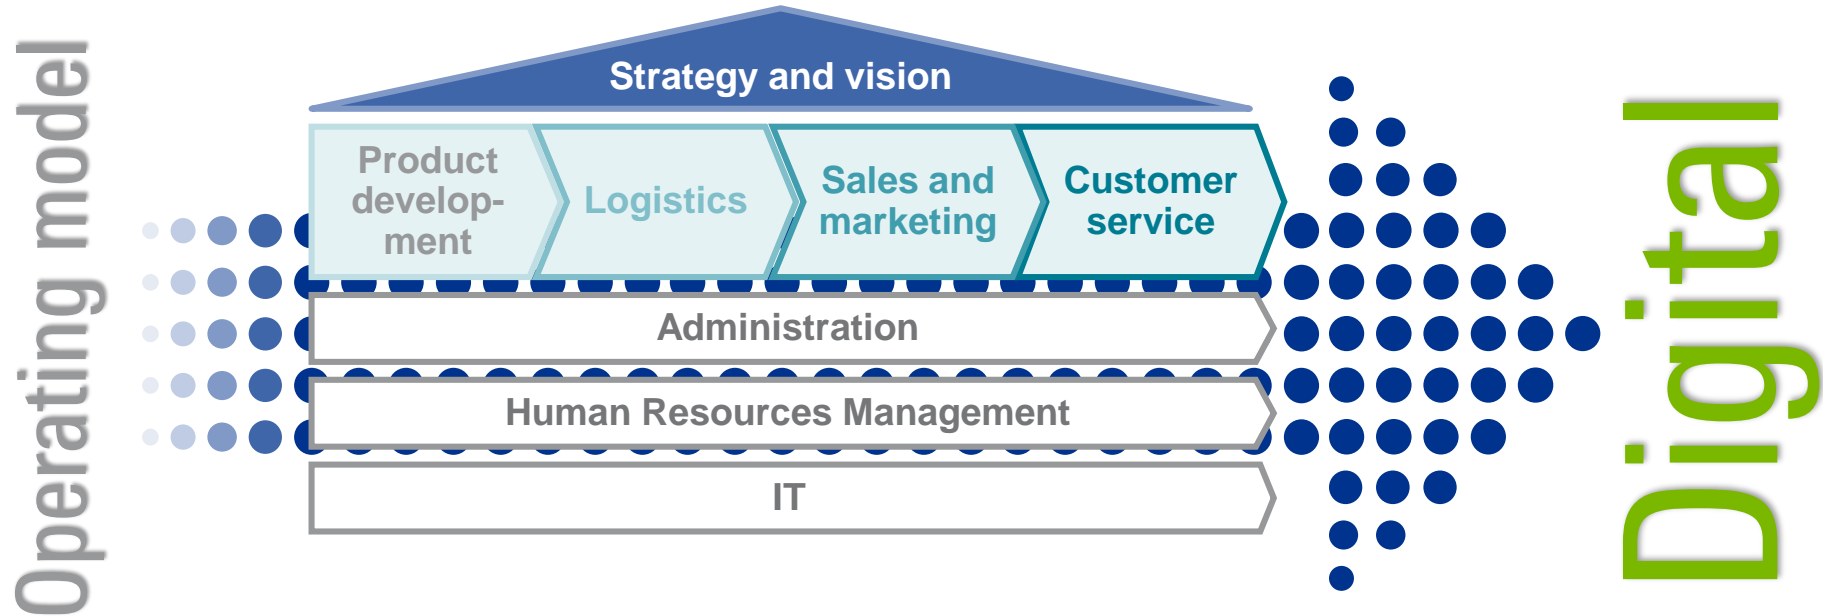 Operating model
Strategy and vision
Product
develop-
ment
Logistics
Sales and
marketing
Customer
service
Administration
Human Resources Management
IT
Digital